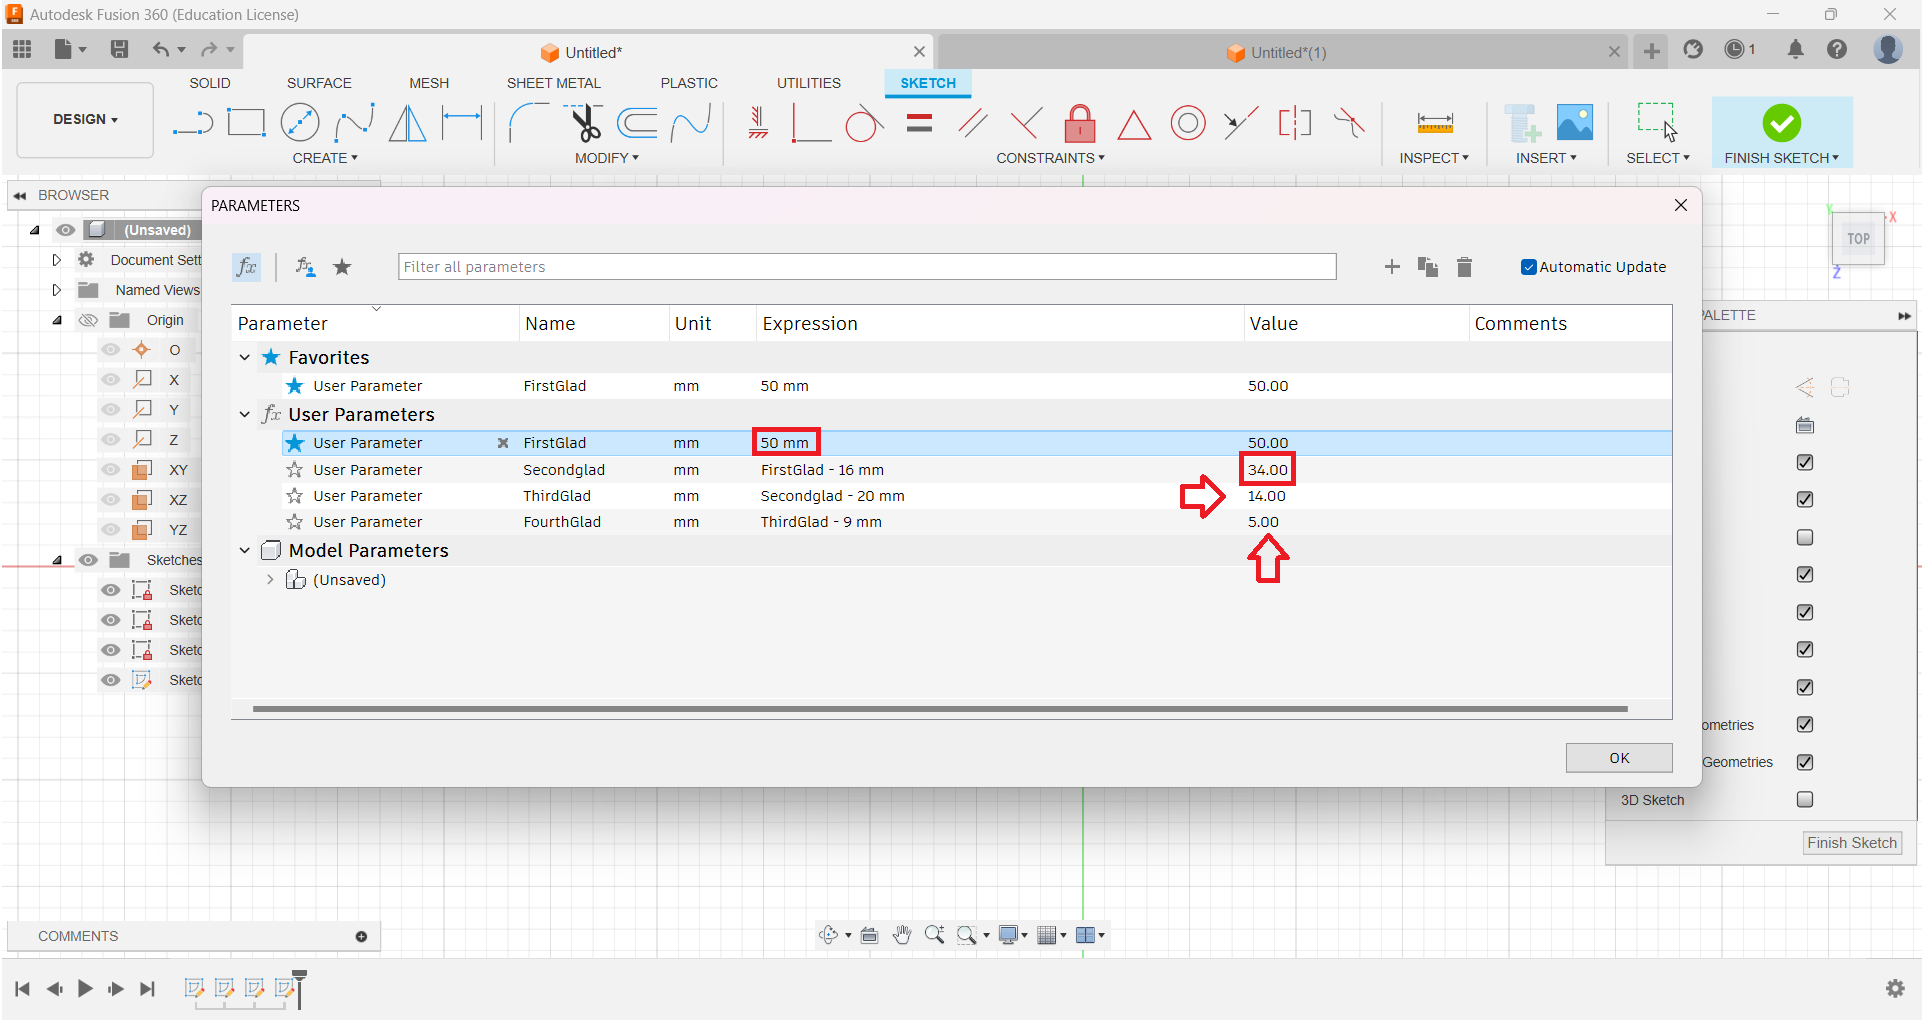 Autodesk Fusion 360 (Education License)
Untitled*
Untitled*(1)
1
SOLID SURFACE MESH SHEET METAL PLASTIC UTILITIES SKETCH
DESIGN
CREATE MODIFY CONSTRAINTS INSPECT INSERT SELECT FINISH SKETCH
BROWSER
(Unsaved)
Document Sett
Named Views
Origin
O
X
Y
Z
XY
XZ
YZ
Sketches
Sketc
Sketc
Sketc
Sketc
PARAMETERS
fx
Filter all parameters
Automatic Update
Parameter Name Unit Expression Value Comments
Favorites
User Parameter FirstGlad mm 50 mm 50.00
fx User Parameters
User Parameter FirstGlad mm 50 mm 50.00
User Parameter Secondglad mm FirstGlad - 16 mm 34.00
User Parameter ThirdGlad mm Secondglad - 20 mm 14.00
User Parameter FourthGlad mm ThirdGlad - 9 mm 5.00
Model Parameters
(Unsaved)
OK
Y
X
TOP
Z
PALETTE
ometries
Geometries
3D Sketch
Finish Sketch
COMMENTS